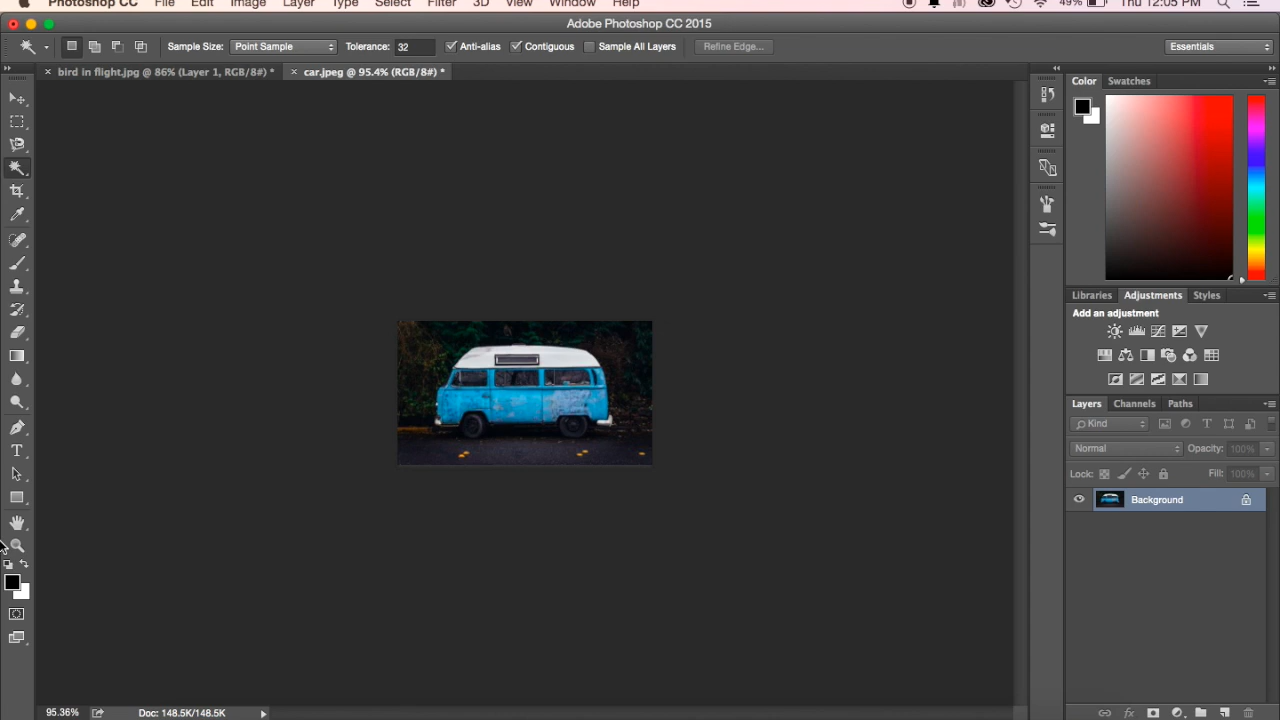 Photoshop CC File Edit Image Layer Type Select Filter 3D View Window Help 49% Thu 12:05 PM
Adobe Photoshop CC 2015
Sample Size: Point Sample Tolerance: 32 Anti-alias Contiguous Sample All Layers Refine Edge... Essentials
bird in flight.jpg @ 86% (Layer 1, RGB/8#) * car.jpeg @ 95.4% (RGB/8#) *
Color Swatches
Libraries Adjustments Styles
Add an adjustment
Layers Channels Paths
Kind
Normal Opacity: 100%
Lock: Fill: 100%
Background
95.36% Doc: 148.5K/148.5K